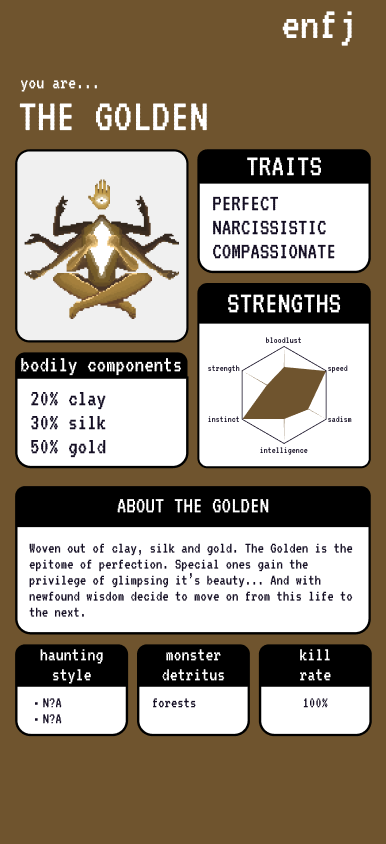 enfj
you are...
THE GOLDEN
TRAITS
PERFECT
NARCISSISTIC
COMPASSIONATE
STRENGTHS
bloodlust
strength
speed
instinct
sadism
intelligence
bodily components
20% clay
30% silk
50% gold
ABOUT THE GOLDEN
Woven out of clay, silk and gold. The Golden is the
epitome of perfection. Special ones gain the
privilege of glimpsing it's beauty... And with
newfound wisdom decide to move on from this life to
the next.
haunting
style
• N?A
• N?A
monster
detritus
forests
kill
rate
100%